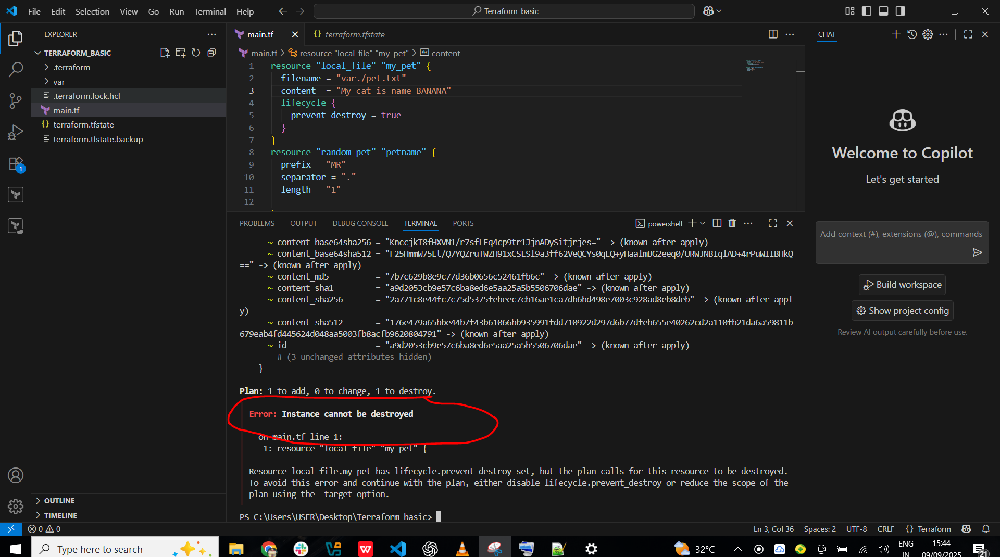 File Edit Selection View Go Run Terminal Help
Terraform_basic
EXPLORER
TERRAFORM_BASIC
.terraform
var
.terraform.lock.hcl
main.tf
terraform.tfstate
terraform.tfstate.backup
OUTLINE
TIMELINE
1
main.tf
terraform.tfstate
main.tf > resource "local_file" "my_pet" > content
1 resource "local_file" "my_pet" {
2 filename = "var./pet.txt"
3 content  = "My cat is name BANANA"
4 lifecycle {
5 prevent_destroy = true
6 }
7 }
8 resource "random_pet" "petname" {
9 prefix = "MR"
10 separator = "."
11 length = "1"
12
PROBLEMS OUTPUT DEBUG CONSOLE TERMINAL PORTS
powershell
~ content_base64sha256 = "KnccjkT8fHXVN1/r7sfLFq4cp9tr1JjnADySitjrjes=" -> (known after apply)
~ content_base64sha512 = "F25HmmW75Et/Q7YQZruTWZH91xCSLSl9a3ff62VeQCYs0qEQ+yHaalmBG2eeq0/URWJNBIqlAD+4rPuWIIBHkQ
==" -> (known after apply)
~ content_md5 = "7b7c629b8e9c77d36b0656c52461fb6c" -> (known after apply)
~ content_sha1 = "a9d2053cb9e57c6ba8ed6e5aa25a5b5506706dae" -> (known after apply)
~ content_sha256 = "2a771c8e44fc7c75d5375febeec7cb16ae1ca7db6bd498e7003c928ad8eb8deb" -> (known after appl
y)
~ content_sha512 = "176e479a65bbe44b7f43b61066bb935991fdd710922d297d6b77dfeb655e40262cd2a110fb21da6a59811b
679eab4fd445624d048aa5003fb8acfb9620804791" -> (known after apply)
~ id = "a9d2053cb9e57c6ba8ed6e5aa25a5b5506706dae" -> (known after apply)
# (3 unchanged attributes hidden)
}
Plan: 1 to add, 0 to change, 1 to destroy.
Error: Instance cannot be destroyed
on main.tf line 1:
1: resource "local_file" "my_pet" {
Resource local_file.my_pet has lifecycle.prevent_destroy set, but the plan calls for this resource to be destroyed.
To avoid this error and continue with the plan, either disable lifecycle.prevent_destroy or reduce the scope of the
plan using the -target option.
PS C:\Users\USER\Desktop\Terraform_basic>
CHAT
Welcome to Copilot
Let's get started
Add context (#), extensions (@), commands
Build workspace
Show project config
Review AI output carefully before use.
0 0
Ln 3, Col 36 Spaces: 2 UTF-8 CRLF {} Terraform
Type here to search
32°C
ENG
IN
15:44
09/09/2025
21